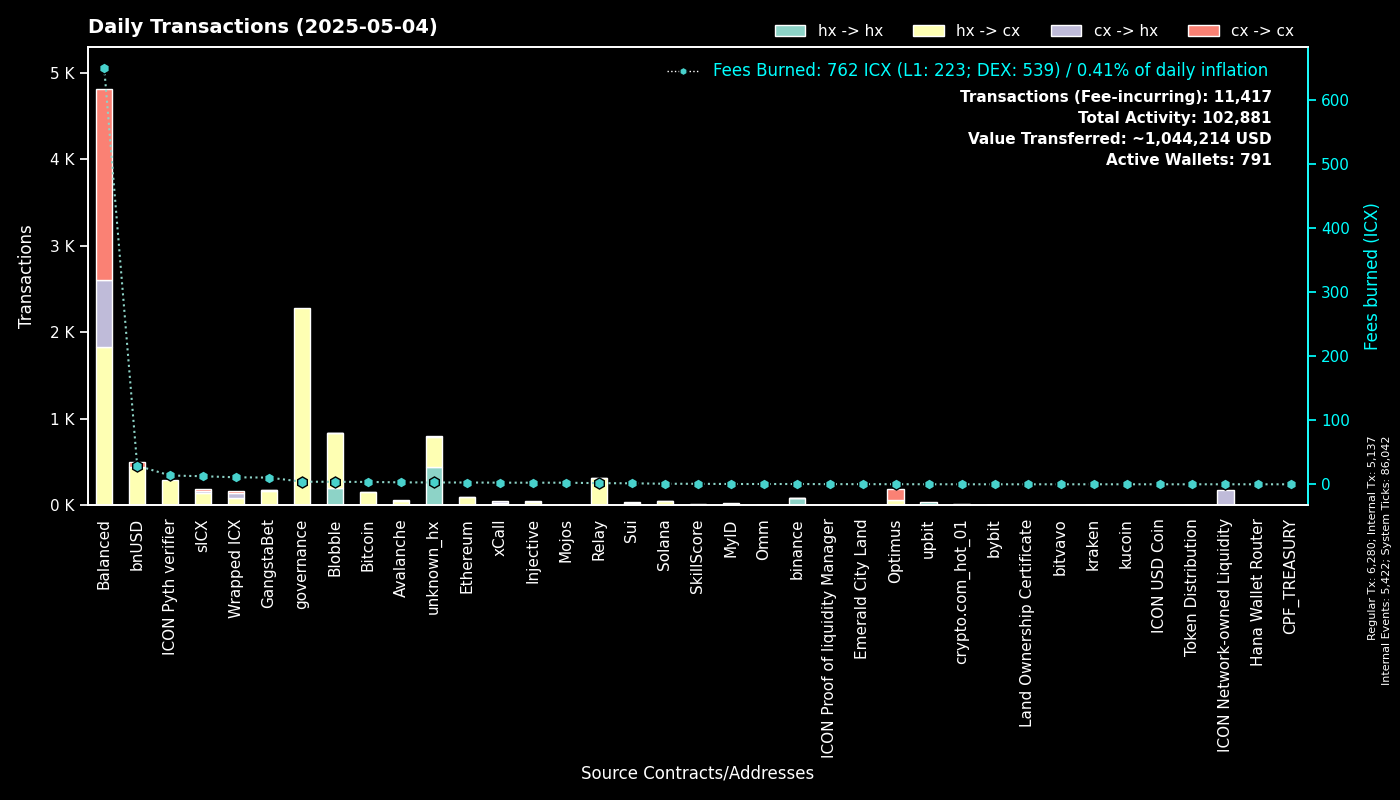 Daily Transactions (2025-05-04)
hx -> hx
hx -> cx
cx -> hx
cx -> cx
Fees Burned: 762 ICX (L1: 223; DEX: 539) / 0.41% of daily inflation
Transactions (Fee-incurring): 11,417
Total Activity: 102,881
Value Transferred: ~1,044,214 USD
Active Wallets: 791
Transactions
5 K
4 K
3 K
2 K
1 K
0 K
600
500
400
300
200
100
0
Fees burned (ICX)
Balanced
bnUSD
ICON Pyth verifier
sICX
Wrapped ICX
GangstaBet
governance
Blobble
Bitcoin
Avalanche
unknown_hx
Ethereum
xCall
Injective
Mojos
Relay
Sui
Solana
SkillScore
MyID
Omm
binance
ICON Proof of liquidity Manager
Emerald City Land
Optimus
upbit
crypto.com_hot_01
bybit
Land Ownership Certificate
bitvavo
kraken
kucoin
ICON USD Coin
Token Distribution
ICON Network-owned Liquidity
Hana Wallet Router
CPF_TREASURY
Source Contracts/Addresses
Regular Tx: 6,280; Internal Tx: 5,137
Internal Events: 5,422; System Ticks: 86,042